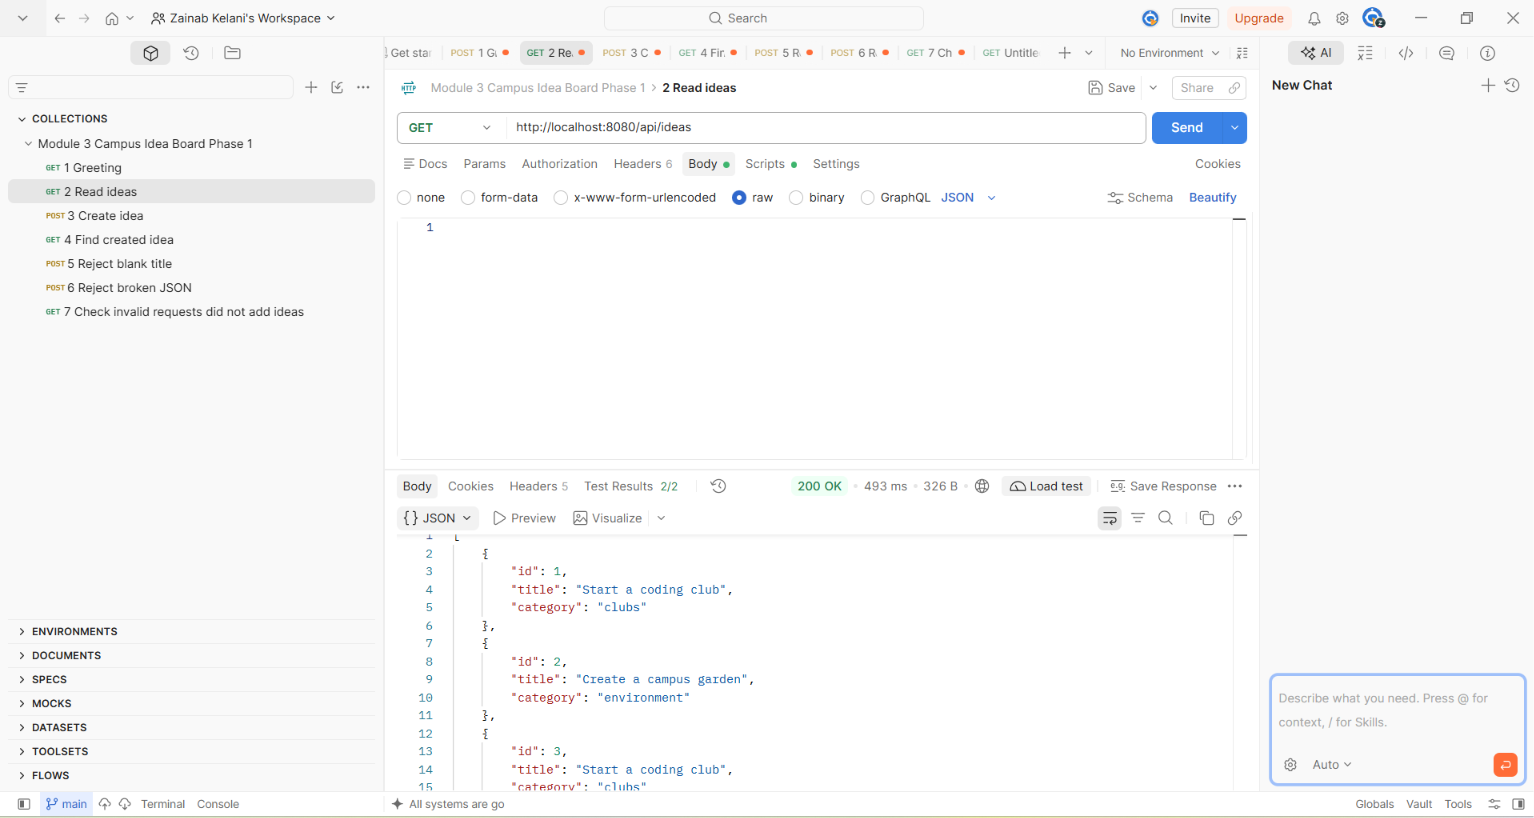 Zainab Kelani's Workspace
Search
Invite
Upgrade
Get star
POST 1 G
GET 2 Re
POST 3 C
GET 4 Fir
POST 5 R
POST 6 R
GET 7 Ch
GET Untitle
No Environment
AI
Module 3 Campus Idea Board Phase 1 > 2 Read ideas
Save
Share
New Chat
COLLECTIONS
Module 3 Campus Idea Board Phase 1
GET 1 Greeting
GET 2 Read ideas
POST 3 Create idea
GET 4 Find created idea
POST 5 Reject blank title
POST 6 Reject broken JSON
GET 7 Check invalid requests did not add ideas
ENVIRONMENTS
DOCUMENTS
SPECS
MOCKS
DATASETS
TOOLSETS
FLOWS
HTTP
GET
http://localhost:8080/api/ideas
Send
Docs
Params
Authorization
Headers 6
Body
Scripts
Settings
Cookies
none
form-data
x-www-form-urlencoded
raw
binary
GraphQL
JSON
Schema
Beautify
1
Body
Cookies
Headers 5
Test Results 2/2
200 OK
493 ms
326 B
Load test
e.g. Save Response
{} JSON
Preview
Visualize
1 [
2 {
3 "id": 1,
4 "title": "Start a coding club",
5 "category": "clubs"
6 },
7 {
8 "id": 2,
9 "title": "Create a campus garden",
10 "category": "environment"
11 },
12 {
13 "id": 3,
14 "title": "Start a coding club",
15 "category": "clubs"
Describe what you need. Press @ for
context, / for Skills.
Auto
main
Terminal
Console
All systems are go
Globals
Vault
Tools